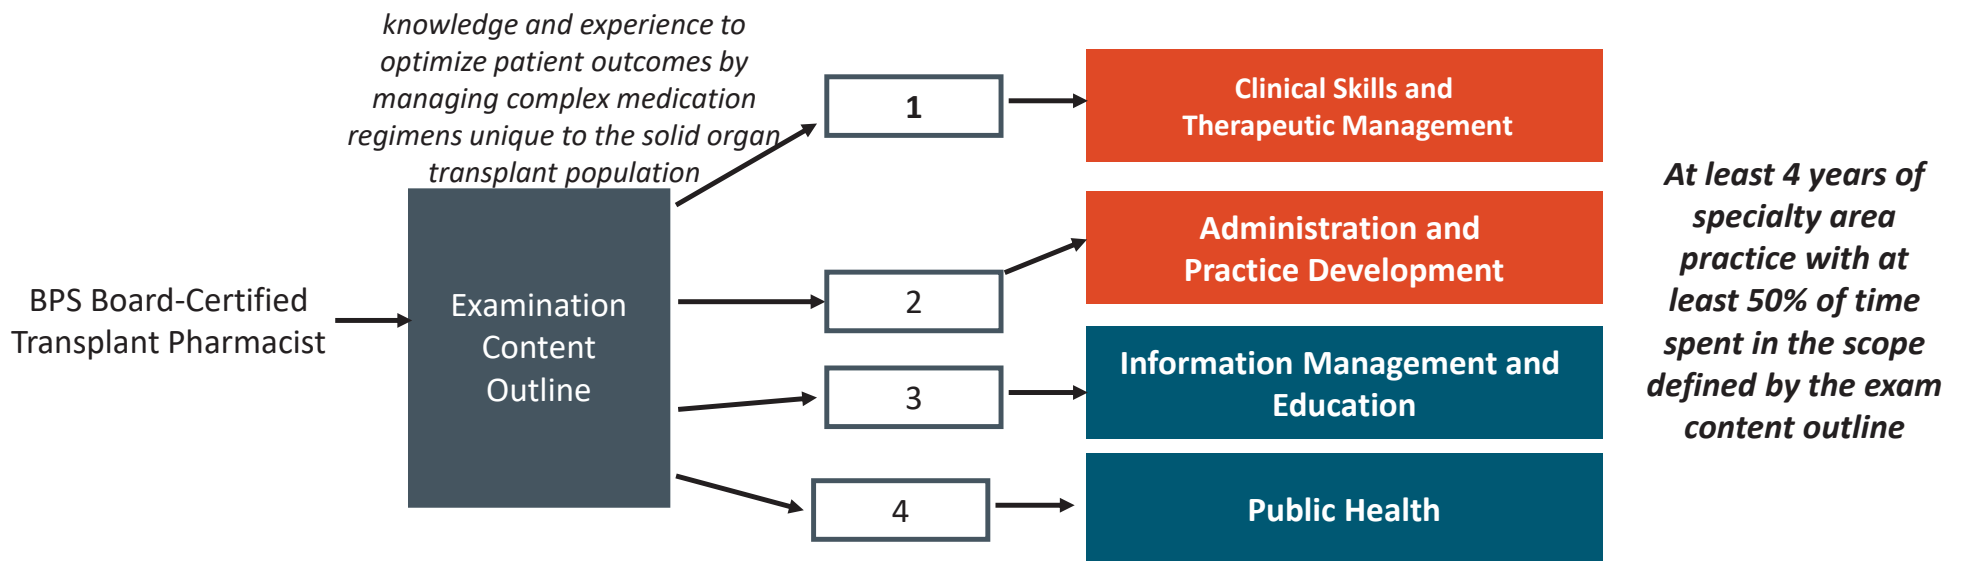 knowledge and experience to
optimize patient outcomes by
managing complex medication
regimens unique to the solid organ
transplant population
BPS Board-Certified
Transplant Pharmacist
Examination
Content
Outline
1
Clinical Skills and
Therapeutic Management
2
Administration and
Practice Development
3
Information Management and
Education
4
Public Health
At least 4 years of
specialty area
practice with at
least 50% of time
spent in the scope
defined by the exam
content outline